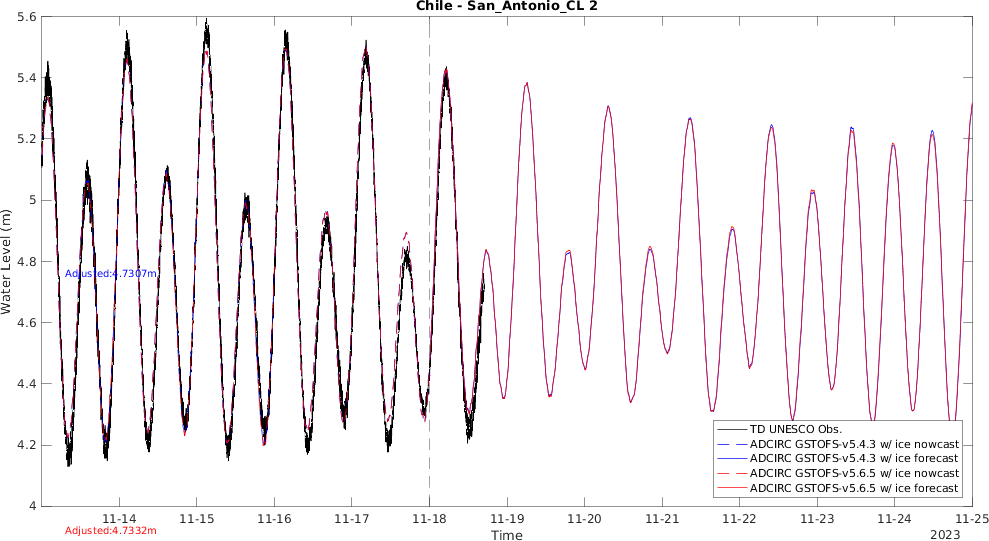 Chile - San_Antonio_CL 2
Water Level (m)
5.6
5.4
5.2
5
4.8
4.6
4.4
4.2
4
Adjusted:4.7307m
Adjusted:4.7332m
TD UNESCO Obs.
ADCIRC GSTOFS-v5.4.3 w/ ice nowcast
ADCIRC GSTOFS-v5.4.3 w/ ice forecast
ADCIRC GSTOFS-v5.6.5 w/ ice nowcast
ADCIRC GSTOFS-v5.6.5 w/ ice forecast
11-14 11-15 11-16 11-17 11-18 11-19 11-20 11-21 11-22 11-23 11-24 11-25
Time
2023